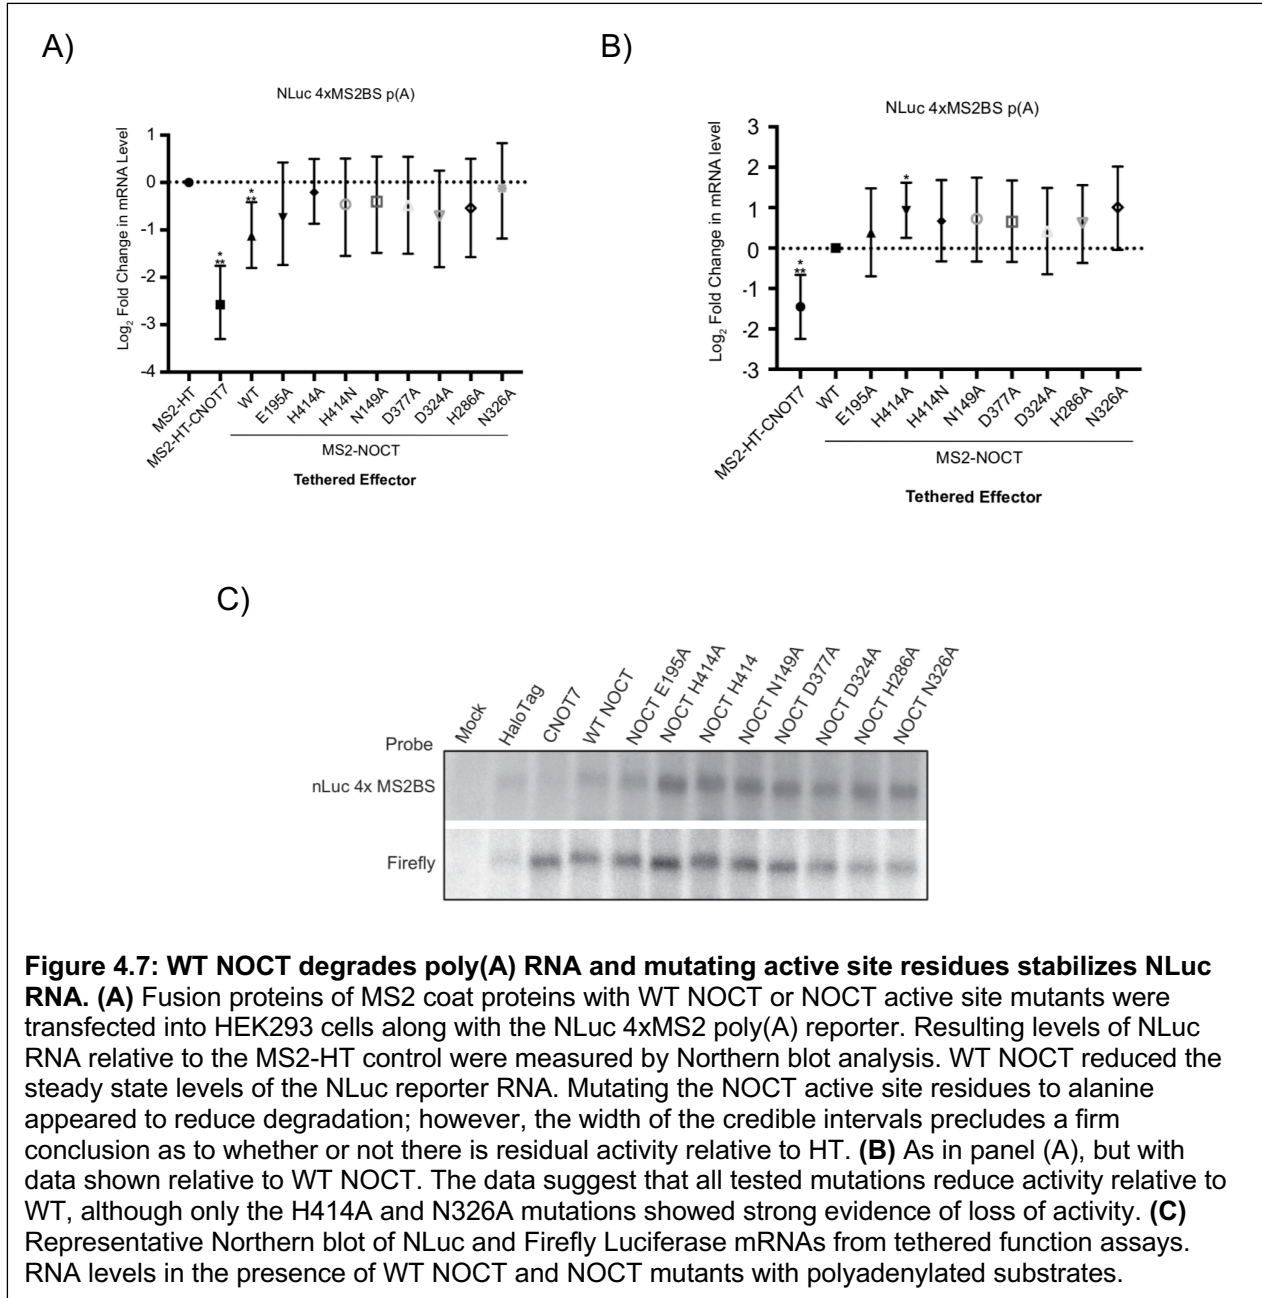 A)
NLuc 4xMS2BS p(A)
Log2 Fold Change in mRNA Level
1
0
-1
-2
-3
-4
*
**
*
**
MS2-HT
MS2-HT-CNOT7
WT
E195A
H414A
H414N
N149A
D377A
D324A
H286A
N326A
MS2-NOCT
Tethered Effector
B)
NLuc 4xMS2BS p(A)
Log2 Fold Change in mRNA level
3
2
1
0
-1
-2
-3
*
**
*
MS2-HT-CNOT7
WT
E195A
H414A
H414N
N149A
D377A
D324A
H286A
N326A
MS2-NOCT
Tethered Effector
C)
Probe
Mock
HaloTag
CNOT7
WT NOCT
NOCT E195A
NOCT H414A
NOCT H414
NOCT N149A
NOCT D377A
NOCT D324A
NOCT H286A
NOCT N326A
nLuc 4x MS2BS
Firefly
Figure 4.7: WT NOCT degrades poly(A) RNA and mutating active site residues stabilizes NLuc
RNA. (A) Fusion proteins of MS2 coat proteins with WT NOCT or NOCT active site mutants were
transfected into HEK293 cells along with the NLuc 4xMS2 poly(A) reporter. Resulting levels of NLuc
RNA relative to the MS2-HT control were measured by Northern blot analysis. WT NOCT reduced the
steady state levels of the NLuc reporter RNA. Mutating the NOCT active site residues to alanine
appeared to reduce degradation; however, the width of the credible intervals precludes a firm
conclusion as to whether or not there is residual activity relative to HT. (B) As in panel (A), but with
data shown relative to WT NOCT. The data suggest that all tested mutations reduce activity relative to
WT, although only the H414A and N326A mutations showed strong evidence of loss of activity. (C)
Representative Northern blot of NLuc and Firefly Luciferase mRNAs from tethered function assays.
RNA levels in the presence of WT NOCT and NOCT mutants with polyadenylated substrates.